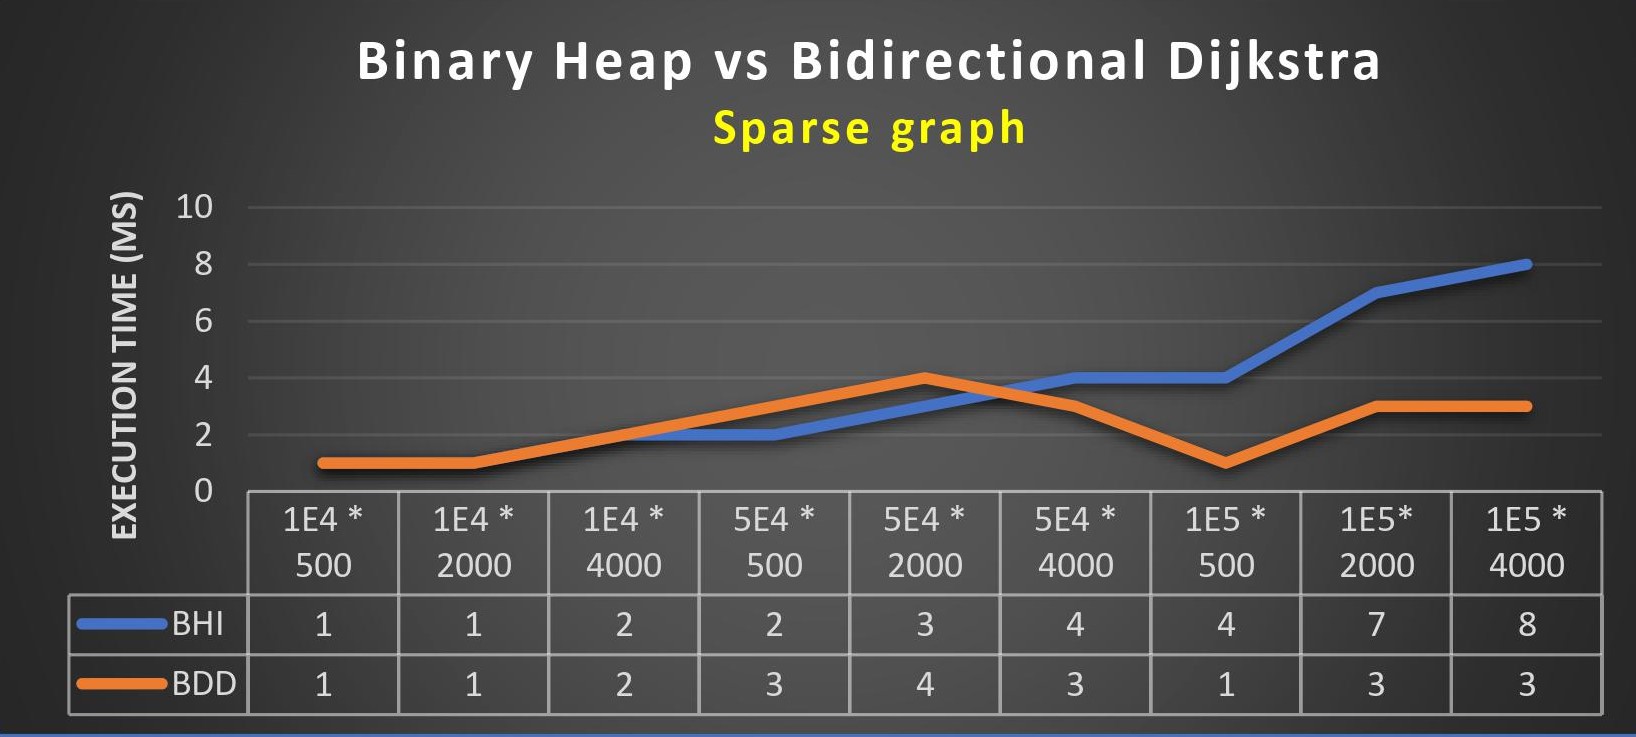 Binary Heap vs Bidirectional Dijkstra
Sparse graph
EXECUTION TIME (MS)
10
8
6
4
2
0
1E4 * 1E4 * 1E4 * 5E4 * 5E4 * 5E4 * 1E5 * 1E5* 1E5 *
500 2000 4000 500 2000 4000 500 2000 4000
BHI 1 1 2 2 3 4 4 7 8
BDD 1 1 2 3 4 3 1 3 3